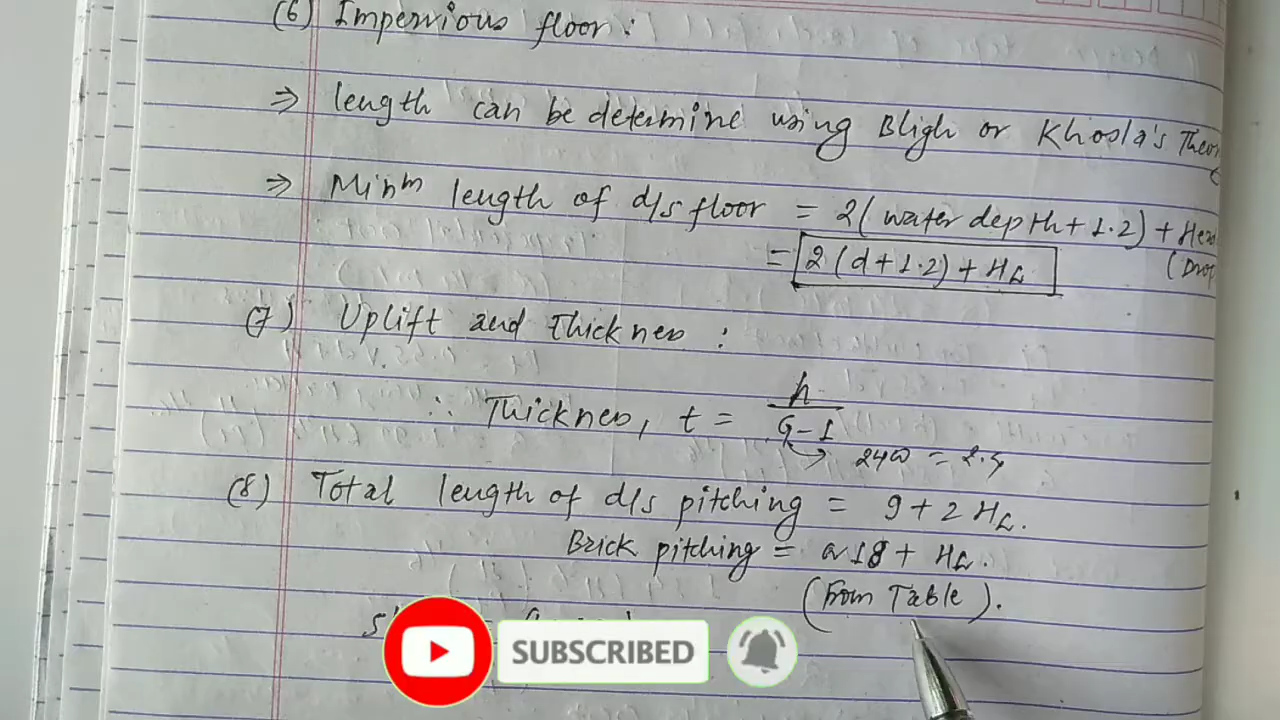 (6) Impervious floor:
⇒ length can be determine using Bligh or Khosla's Theory
⇒ Minᵐ length of d/s floor = 2(water depth + 1.2) + Head
= 2(d+1.2) + HL (Drop
(7) Uplift and Thickness :
∴ Thickness, t = h / G-1
2400 = 2.4
(8) Total length of d/s pitching = 9 + 2 HL.
Brick pitching = + HL.
(From Table).
SUBSCRIBED